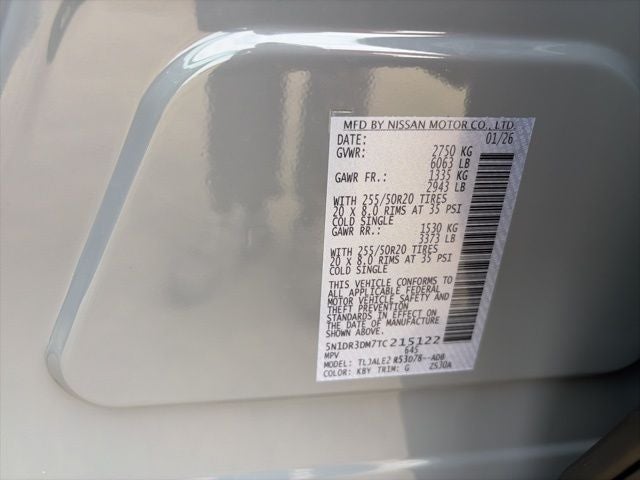 MFD BY NISSAN MOTOR CO., LTD.
DATE: 01/26
GVWR: 2750 KG
6063 LB
GAWR FR.: 1335 KG
2943 LB
WITH 255/50R20 TIRES
20 X 8.0 RIMS AT 35 PSI
COLD SINGLE
GAWR RR.: 1530 KG
3373 LB
WITH 255/50R20 TIRES
20 X 8.0 RIMS AT 35 PSI
COLD SINGLE
THIS VEHICLE CONFORMS TO
ALL APPLICABLE FEDERAL
MOTOR VEHICLE SAFETY AND
THEFT PREVENTION
STANDARDS IN EFFECT ON
THE DATE OF MANUFACTURE
SHOWN ABOVE.
5N1DR3DM7TC215122
MPV 645
MODEL: TLJALE2 R53D78--ADB
COLOR: KBY TRIM: G ZS30A